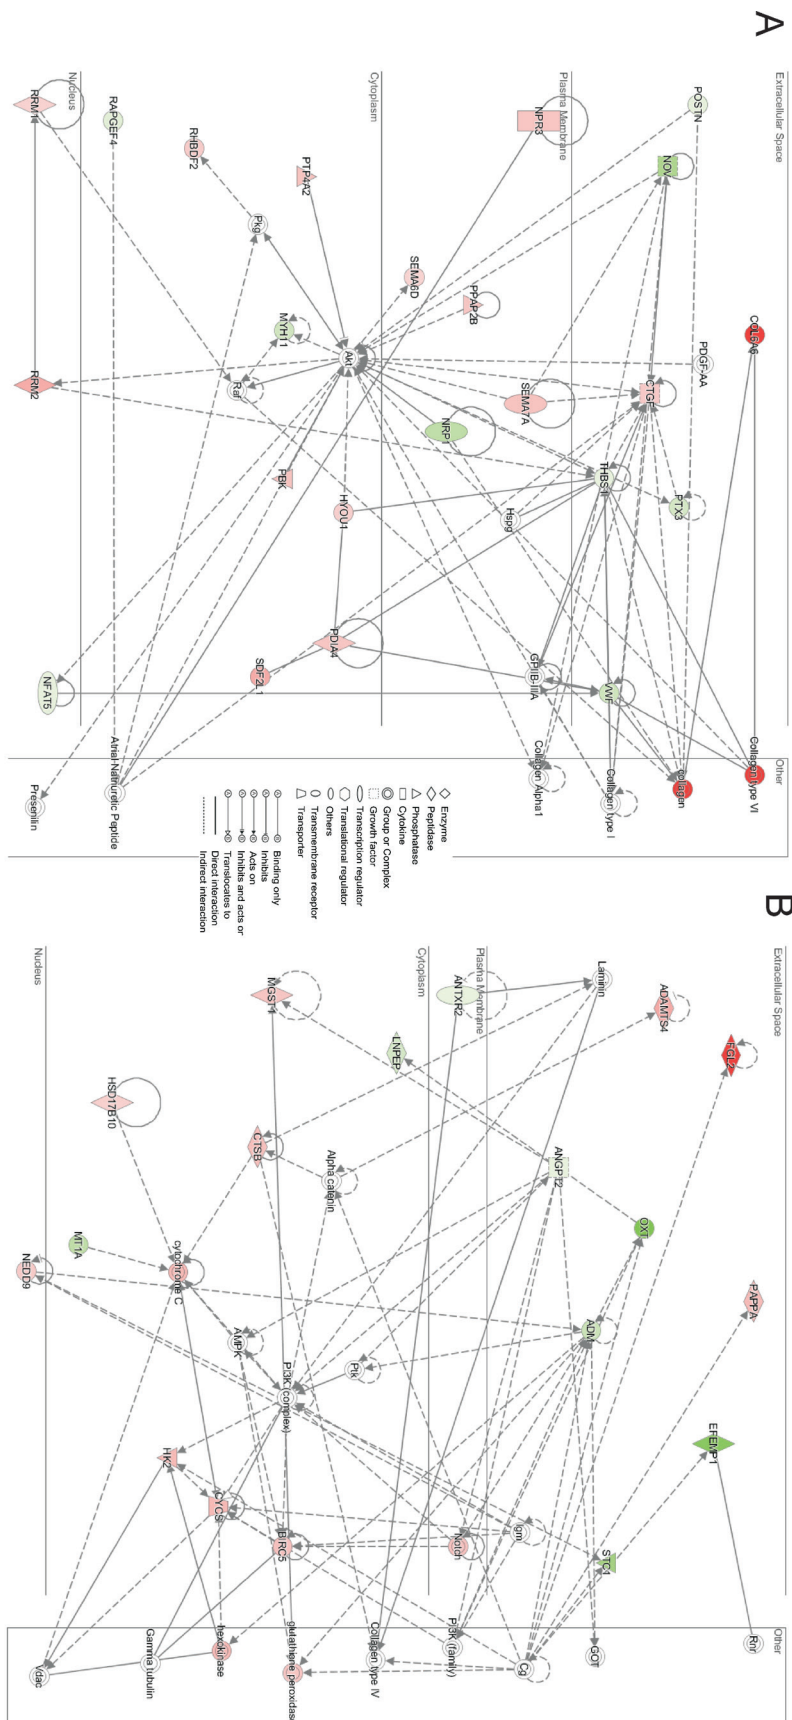 A
Extracellular Space
Plasma Membrane
Cytoplasm
Nucleus
Other
POSTN
NOV
COL6A6
PDGF-AA
CTGF
PTX3
THBS1
Collagen type VI
collagen
Collagen type I
Collagen Alpha1
VWF
GPIIB-IIIA
Hspg
NPR3
PPAP2B
SEMA6D
SEMA7A
NRP1
PTP4A2
RHBDF2
Pkg
MYH11
Akt
Raf
PBK
HYOU1
PDIA4
SDF2L1
RAPGEF4
RRM1
RRM2
NFAT5
Atrial Natriuretic Peptide
Presenilin
Enzyme
Peptidase
Phosphatase
Cytokine
Growth factor
Group or Complex
Transcription regulator
Translational regulator
Others
Transmembrane receptor
Transporter
Binding only
Inhibits
Acts on
Inhibits and acts on
Translocates to
Direct interaction
Indirect interaction
B
Extracellular Space
Plasma Membrane
Cytoplasm
Nucleus
Other
FGL2
ADAMTS4
Laminin
PAPPA
OXT
ANGPT2
EFEMP1
ADM
STC1
Igm
Rnr
GOT
Cg
PI3K (family)
Collagen type IV
glutathione peroxidase
hexokinase
Gamma tubulin
Vdac
ANTXR2
Notch
LNPEP
MGST1
HSD17B10
CTSB
Alpha catenin
MT1A
cytochrome C
AMPK
PI3K (complex)
Ptk
HK2
CYCS
BIRC5
NEDD9